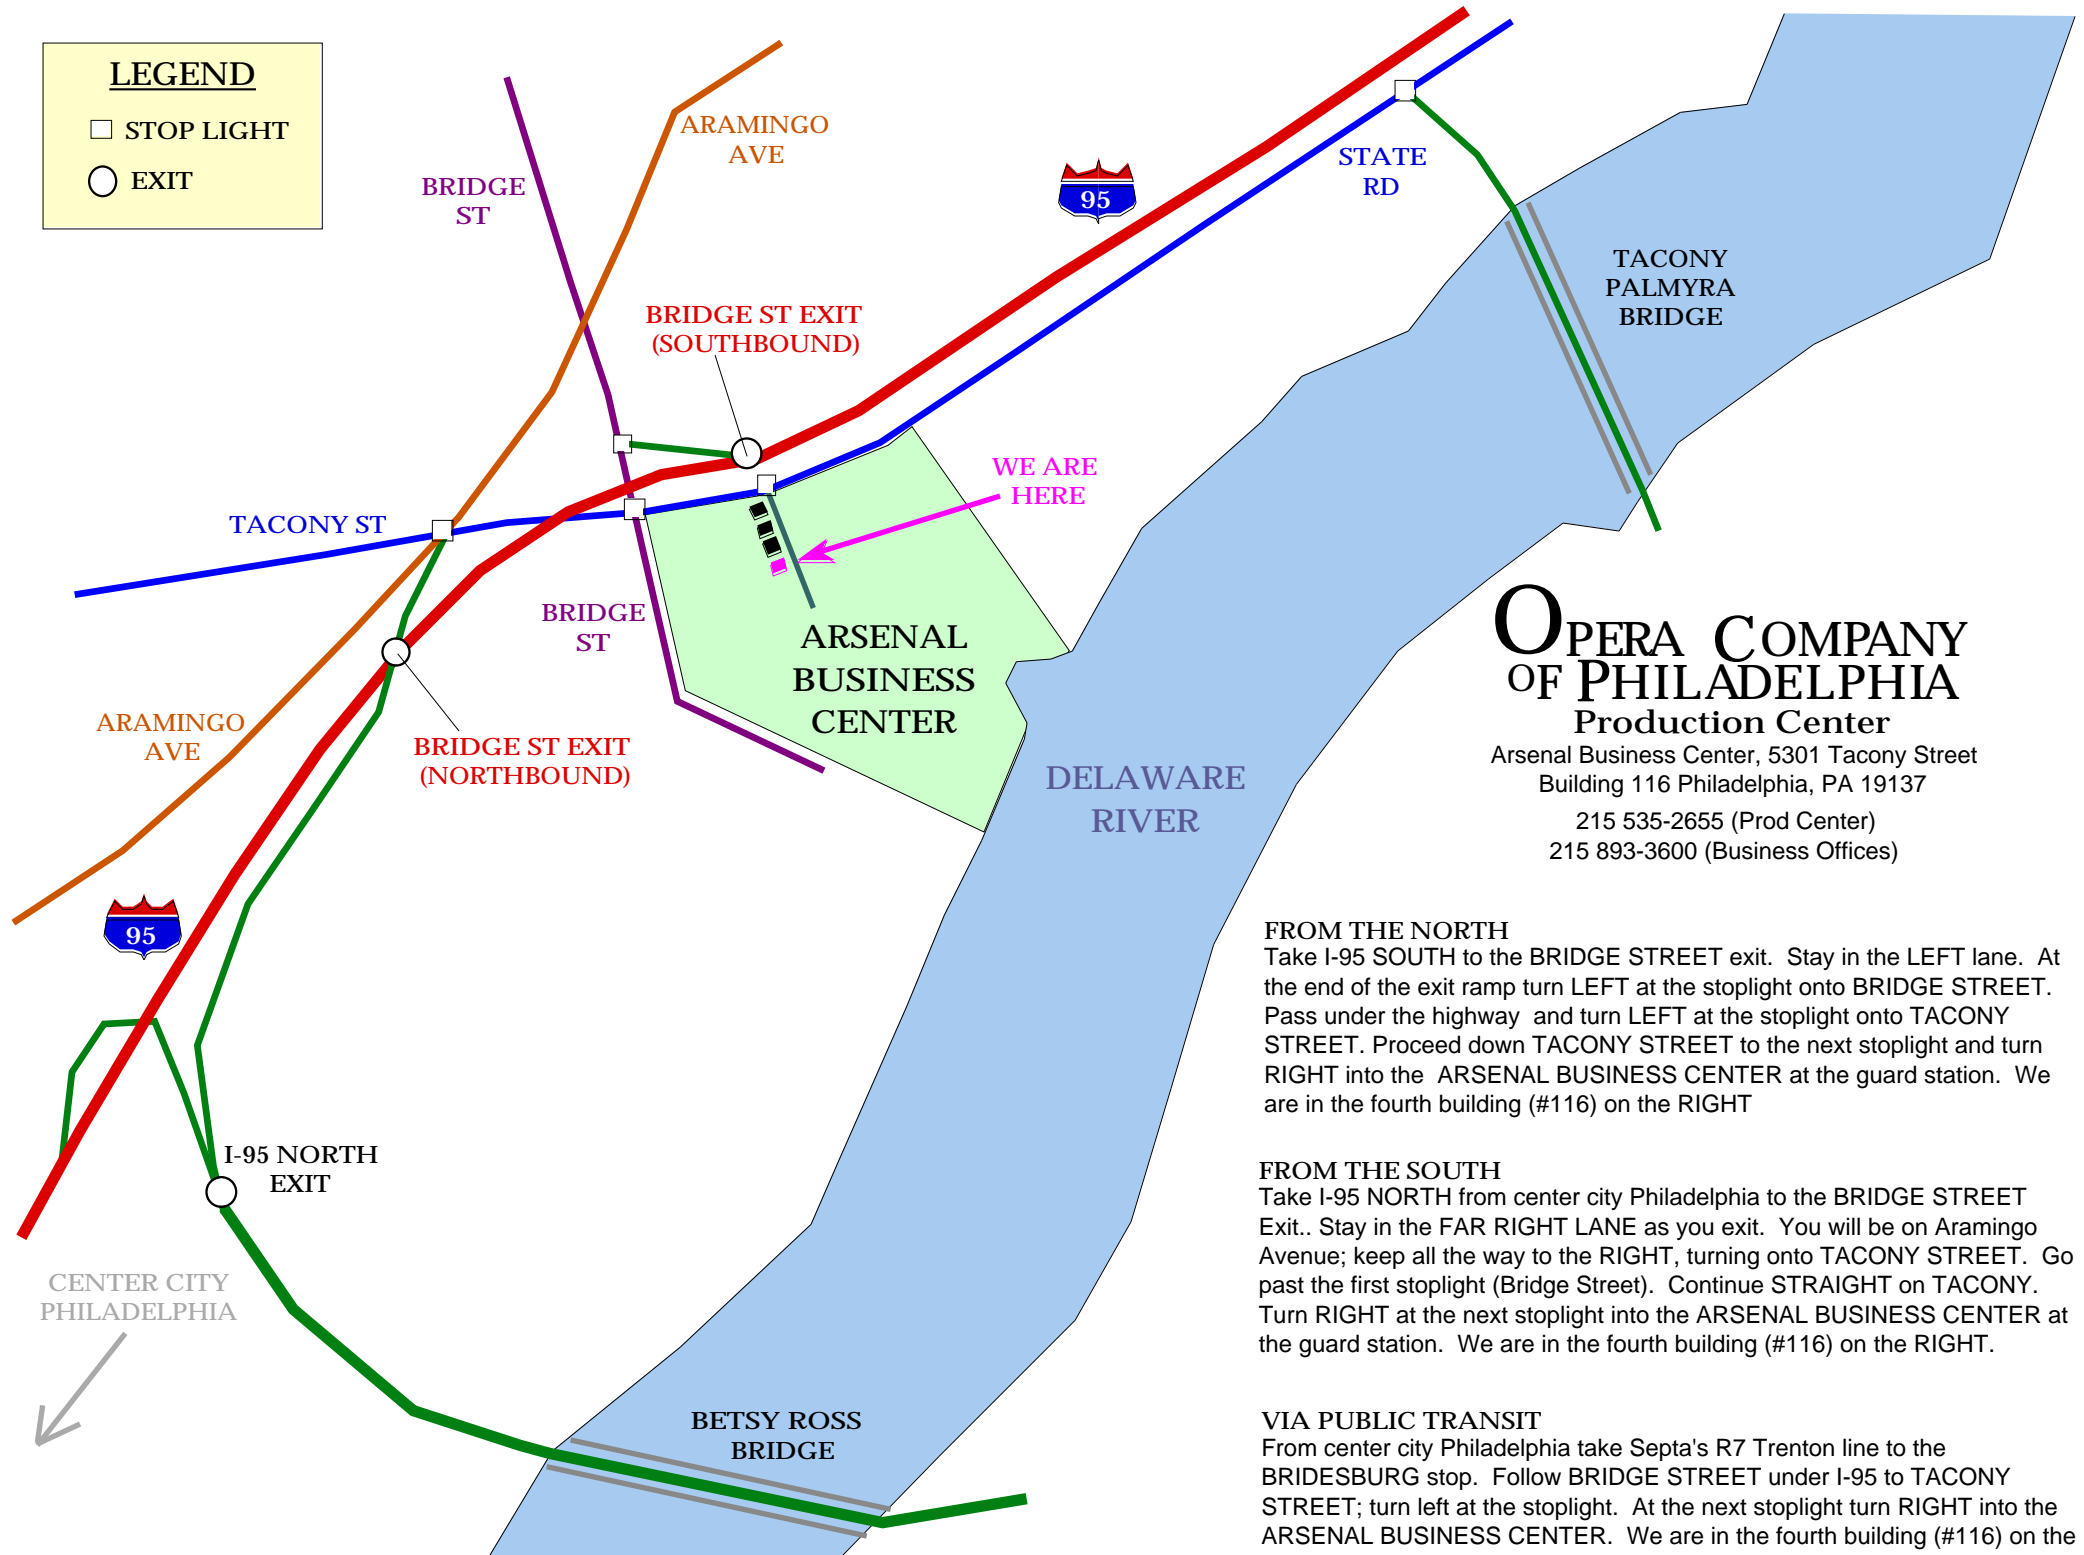 LEGEND
STOP LIGHT
EXIT
ARAMINGO
AVE
BRIDGE
ST
95
STATE
RD
TACONY
PALMYRA
BRIDGE
BRIDGE ST EXIT
(SOUTHBOUND)
WE ARE
HERE
TACONY ST
BRIDGE
ST
ARSENAL
BUSINESS
CENTER
ARAMINGO
AVE
BRIDGE ST EXIT
(NORTHBOUND)
DELAWARE
RIVER
95
I-95 NORTH
EXIT
CENTER CITY
PHILADELPHIA
BETSY ROSS
BRIDGE
OPERA COMPANY
OF PHILADELPHIA
Production Center
Arsenal Business Center, 5301 Tacony Street
Building 116 Philadelphia, PA 19137
215 535-2655 (Prod Center)
215 893-3600 (Business Offices)
FROM THE NORTH
Take I-95 SOUTH to the BRIDGE STREET exit. Stay in the LEFT lane. At
the end of the exit ramp turn LEFT at the stoplight onto BRIDGE STREET.
Pass under the highway and turn LEFT at the stoplight onto TACONY
STREET. Proceed down TACONY STREET to the next stoplight and turn
RIGHT into the ARSENAL BUSINESS CENTER at the guard station. We
are in the fourth building (#116) on the RIGHT
FROM THE SOUTH
Take I-95 NORTH from center city Philadelphia to the BRIDGE STREET
Exit.. Stay in the FAR RIGHT LANE as you exit. You will be on Aramingo
Avenue; keep all the way to the RIGHT, turning onto TACONY STREET. Go
past the first stoplight (Bridge Street). Continue STRAIGHT on TACONY.
Turn RIGHT at the next stoplight into the ARSENAL BUSINESS CENTER at
the guard station. We are in the fourth building (#116) on the RIGHT.
VIA PUBLIC TRANSIT
From center city Philadelphia take Septa's R7 Trenton line to the
BRIDESBURG stop. Follow BRIDGE STREET under I-95 to TACONY
STREET; turn left at the stoplight. At the next stoplight turn RIGHT into the
ARSENAL BUSINESS CENTER. We are in the fourth building (#116) on the